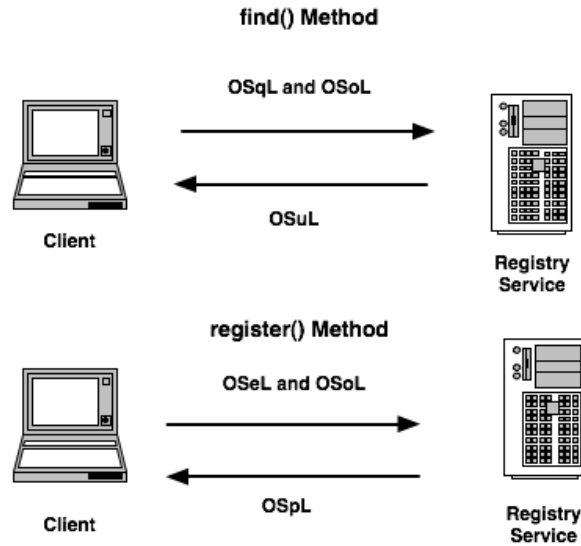 find() Method
OSqL and OSoL
OSuL
Client
Registry
Service
register() Method
OSeL and OSoL
OSpL
Client
Registry
Service